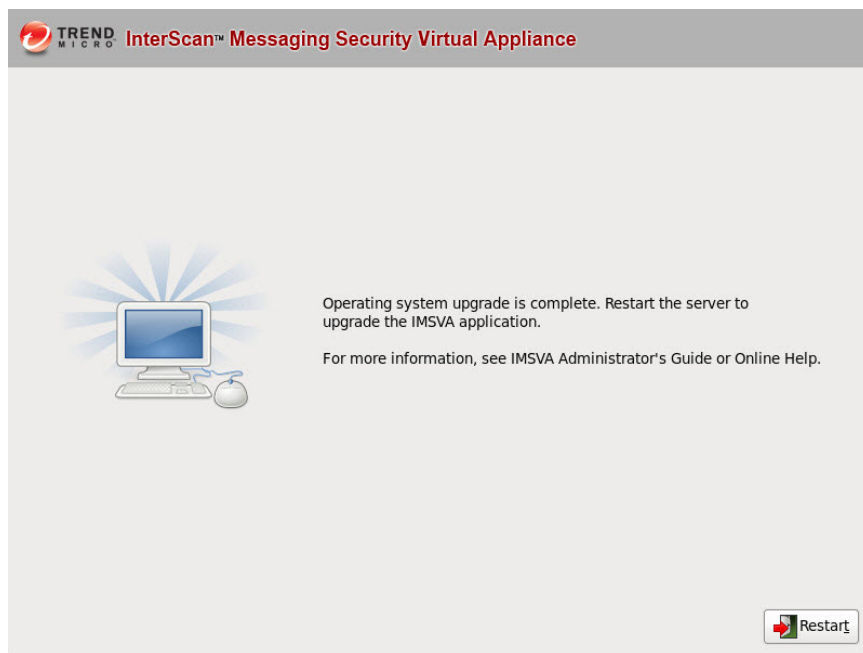 TREND
MICRO
InterScan™ Messaging Security Virtual Appliance
Operating system upgrade is complete. Restart the server to
upgrade the IMSVA application.
For more information, see IMSVA Administrator's Guide or Online Help.
Restart